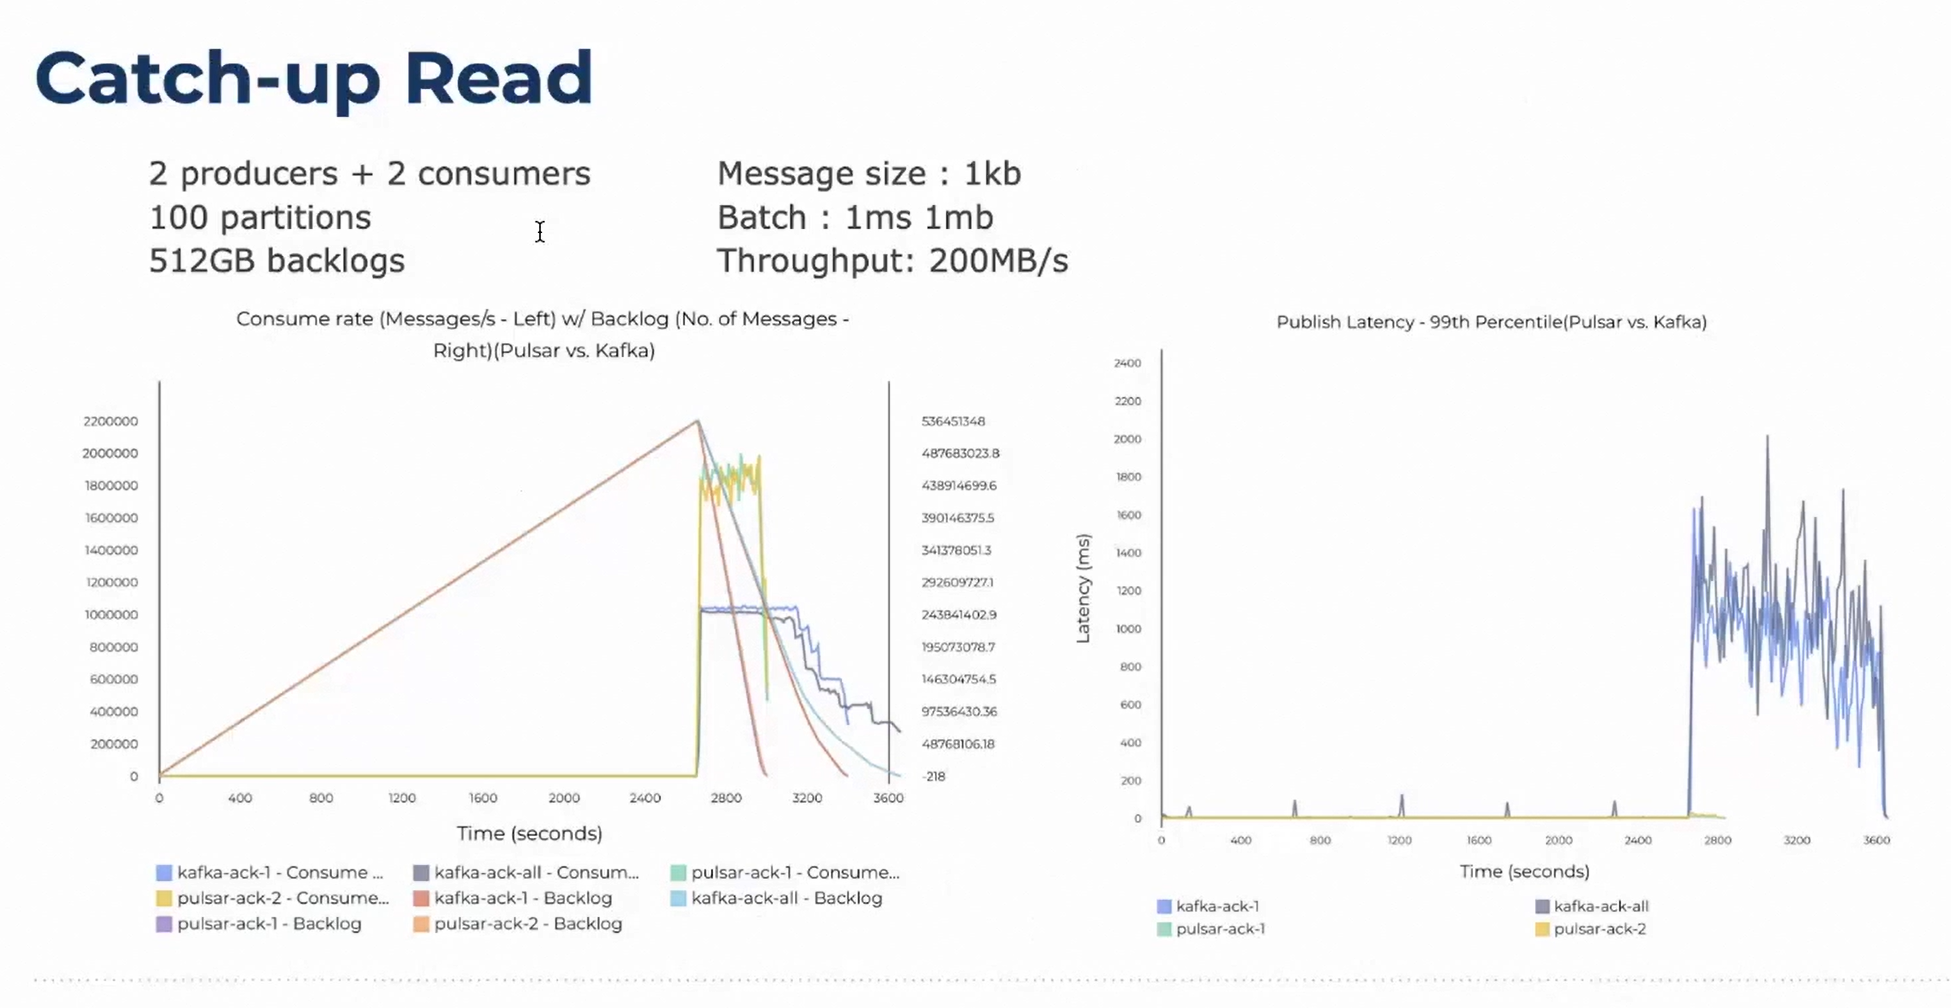 Catch-up Read
2 producers + 2 consumers
100 partitions
512GB backlogs
Message size : 1kb
Batch : 1ms 1mb
Throughput: 200MB/s
Consume rate (Messages/s - Left) w/ Backlog (No. of Messages -
Right)(Pulsar vs. Kafka)
2200000
2000000
1800000
1600000
1400000
1200000
1000000
800000
600000
400000
200000
0
536451348
487683023.8
438914699.6
390146375.5
341378051.3
292609727.1
243841402.9
195073078.7
146304754.5
97536430.36
48768106.18
-218
0 400 800 1200 1600 2000 2400 2800 3200 3600
Time (seconds)
kafka-ack-1 - Consume ...
kafka-ack-all - Consum...
pulsar-ack-1 - Consume...
pulsar-ack-2 - Consume...
kafka-ack-1 - Backlog
kafka-ack-all - Backlog
pulsar-ack-1 - Backlog
pulsar-ack-2 - Backlog
Publish Latency - 99th Percentile(Pulsar vs. Kafka)
Latency (ms)
2400
2200
2000
1800
1600
1400
1200
1000
800
600
400
200
0
0 400 800 1200 1600 2000 2400 2800 3200 3600
Time (seconds)
kafka-ack-1
kafka-ack-all
pulsar-ack-1
pulsar-ack-2